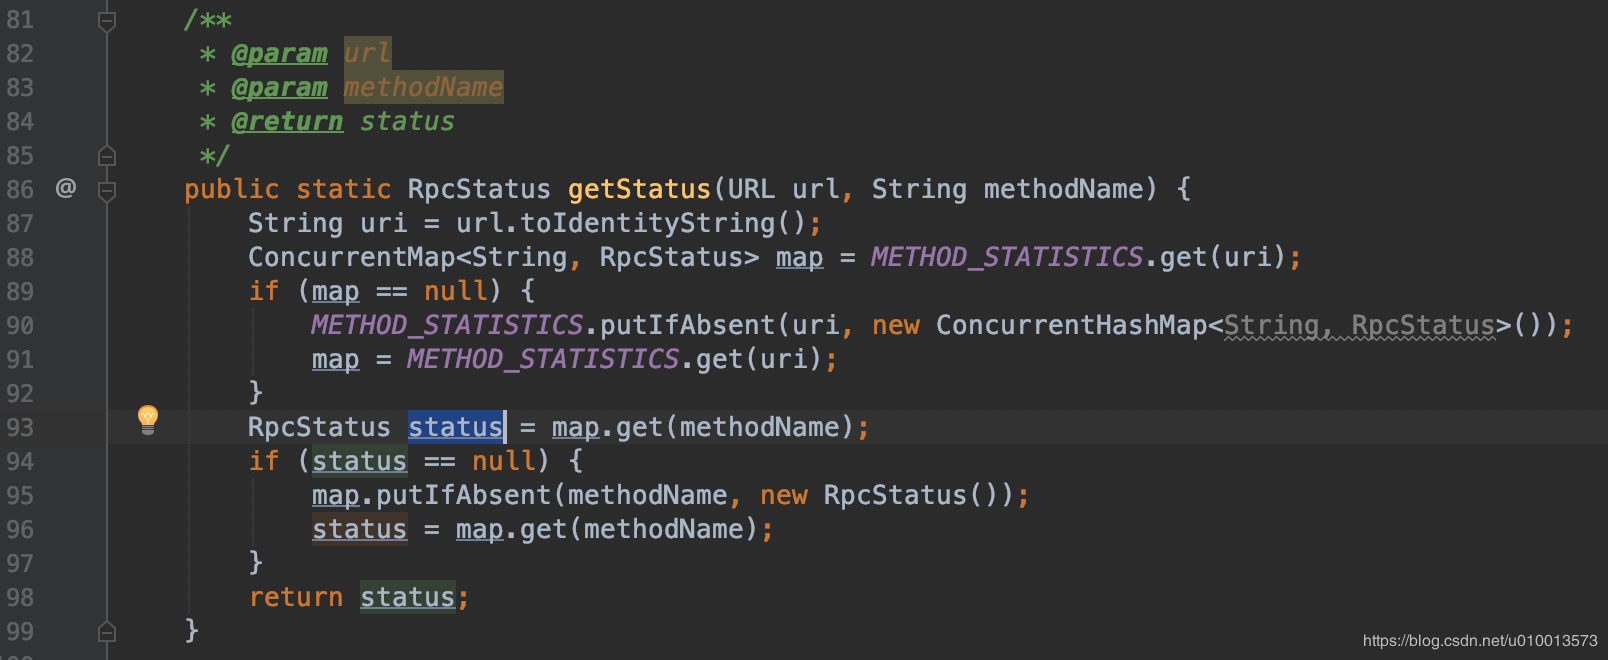 81 /**
82 * @param url
83 * @param methodName
84 * @return status
85 */
86 @ public static RpcStatus getStatus(URL url, String methodName) {
87 String uri = url.toIdentityString();
88 ConcurrentMap<String, RpcStatus> map = METHOD_STATISTICS.get(uri);
89 if (map == null) {
90 METHOD_STATISTICS.putIfAbsent(uri, new ConcurrentHashMap<String, RpcStatus>());
91 map = METHOD_STATISTICS.get(uri);
92 }
93 RpcStatus status = map.get(methodName);
94 if (status == null) {
95 map.putIfAbsent(methodName, new RpcStatus());
96 status = map.get(methodName);
97 }
98 return status;
99 }
https://blog.csdn.net/u010013573